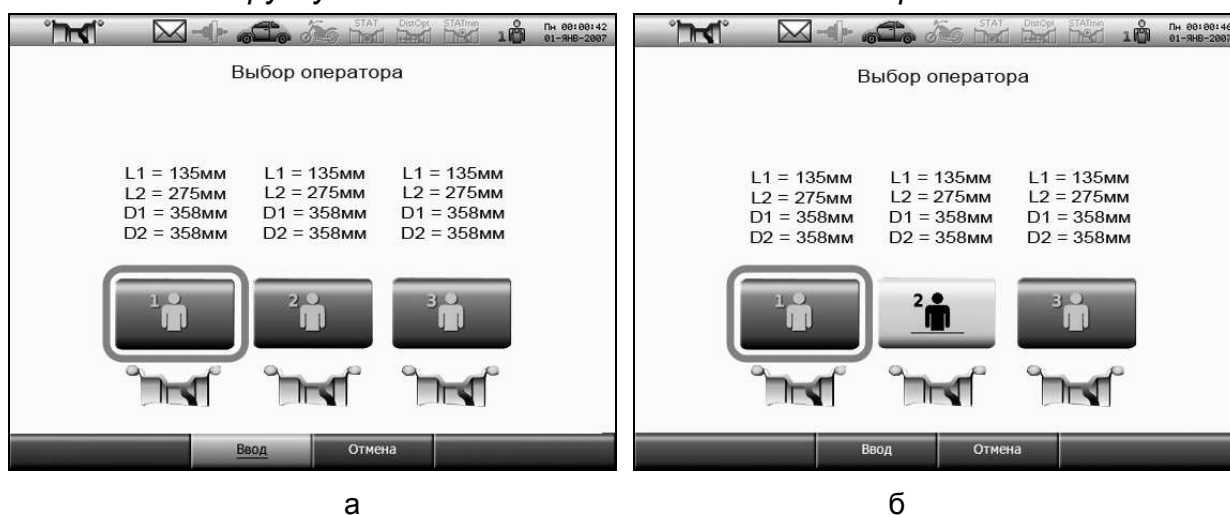 STAT DistOpt STATmin 1 Пн 00:00:42
01-ЯНВ-2007
Выбор оператора
L1 = 135мм L1 = 135мм L1 = 135мм
L2 = 275мм L2 = 275мм L2 = 275мм
D1 = 358мм D1 = 358мм D1 = 358мм
D2 = 358мм D2 = 358мм D2 = 358мм
1 2 3
Ввод Отмена
а
STAT DistOpt STATmin 1 Пн 00:00:46
01-ЯНВ-2007
Выбор оператора
L1 = 135мм L1 = 135мм L1 = 135мм
L2 = 275мм L2 = 275мм L2 = 275мм
D1 = 358мм D1 = 358мм D1 = 358мм
D2 = 358мм D2 = 358мм D2 = 358мм
1 2 3
Ввод Отмена
б